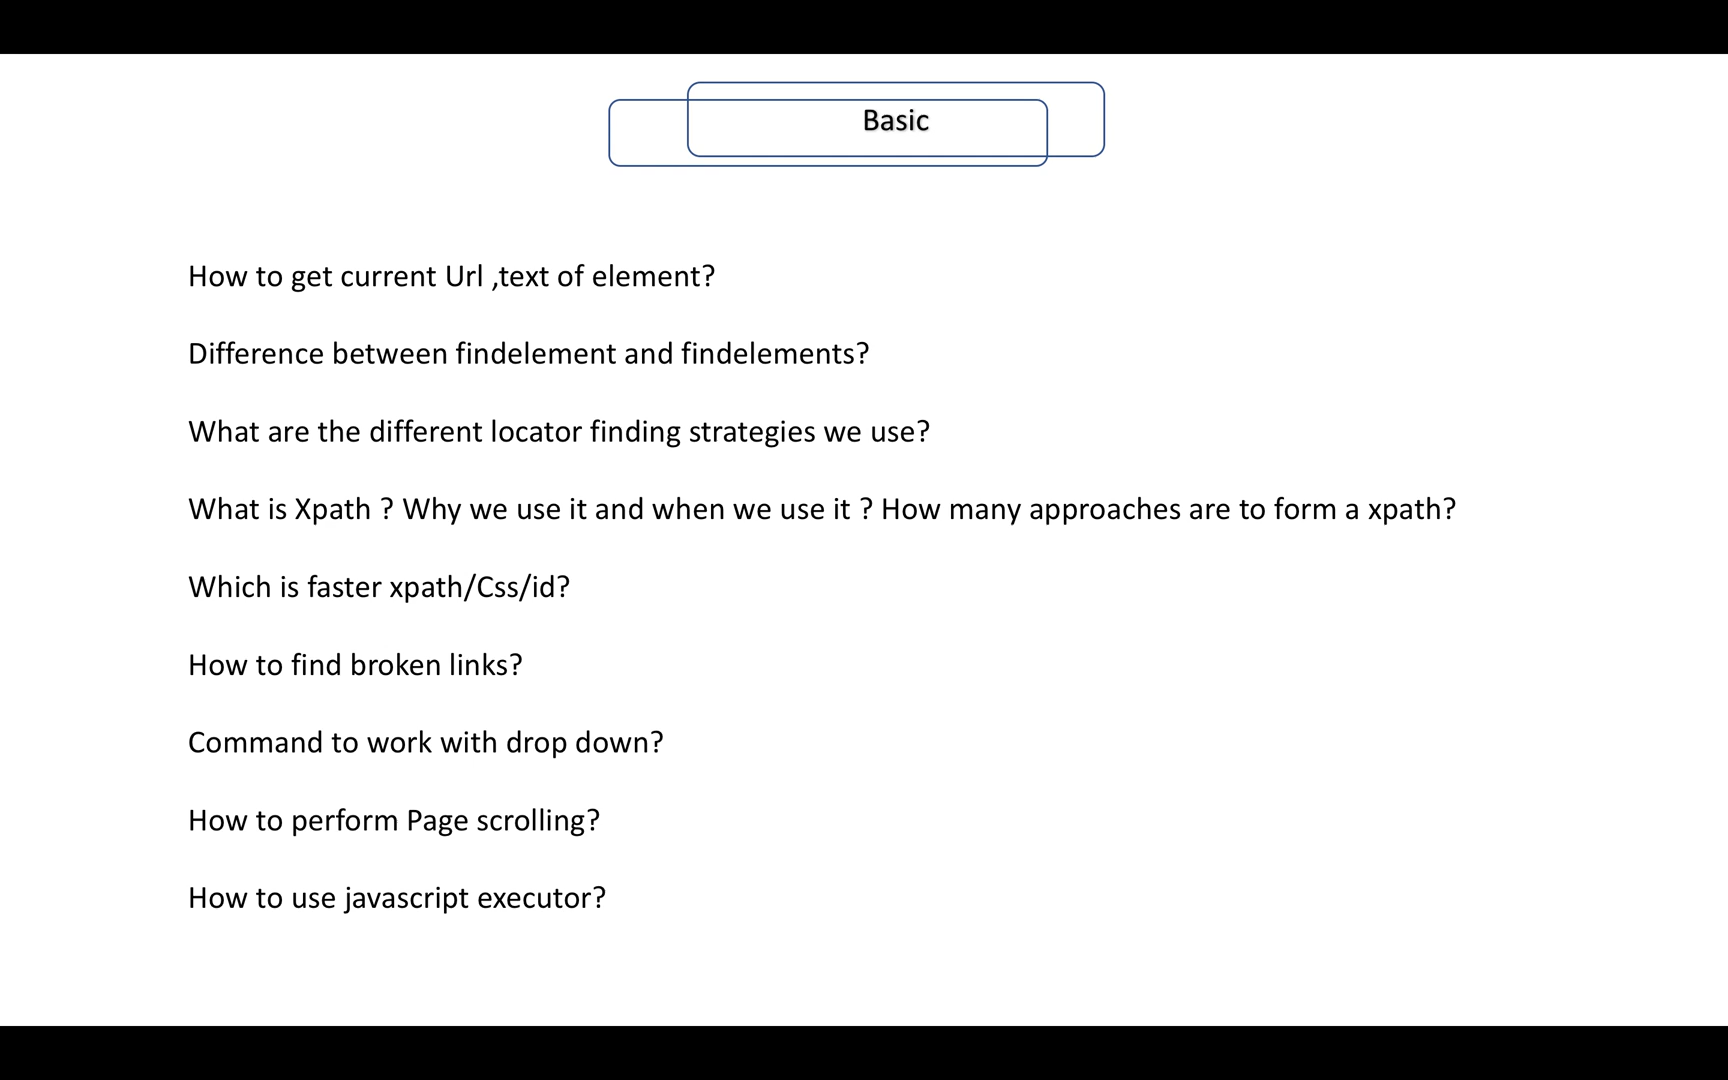 Basic
How to get current Url ,text of element?
Difference between findelement and findelements?
What are the different locator finding strategies we use?
What is Xpath ? Why we use it and when we use it ? How many approaches are to form a xpath?
Which is faster xpath/Css/id?
How to find broken links?
Command to work with drop down?
How to perform Page scrolling?
How to use javascript executor?